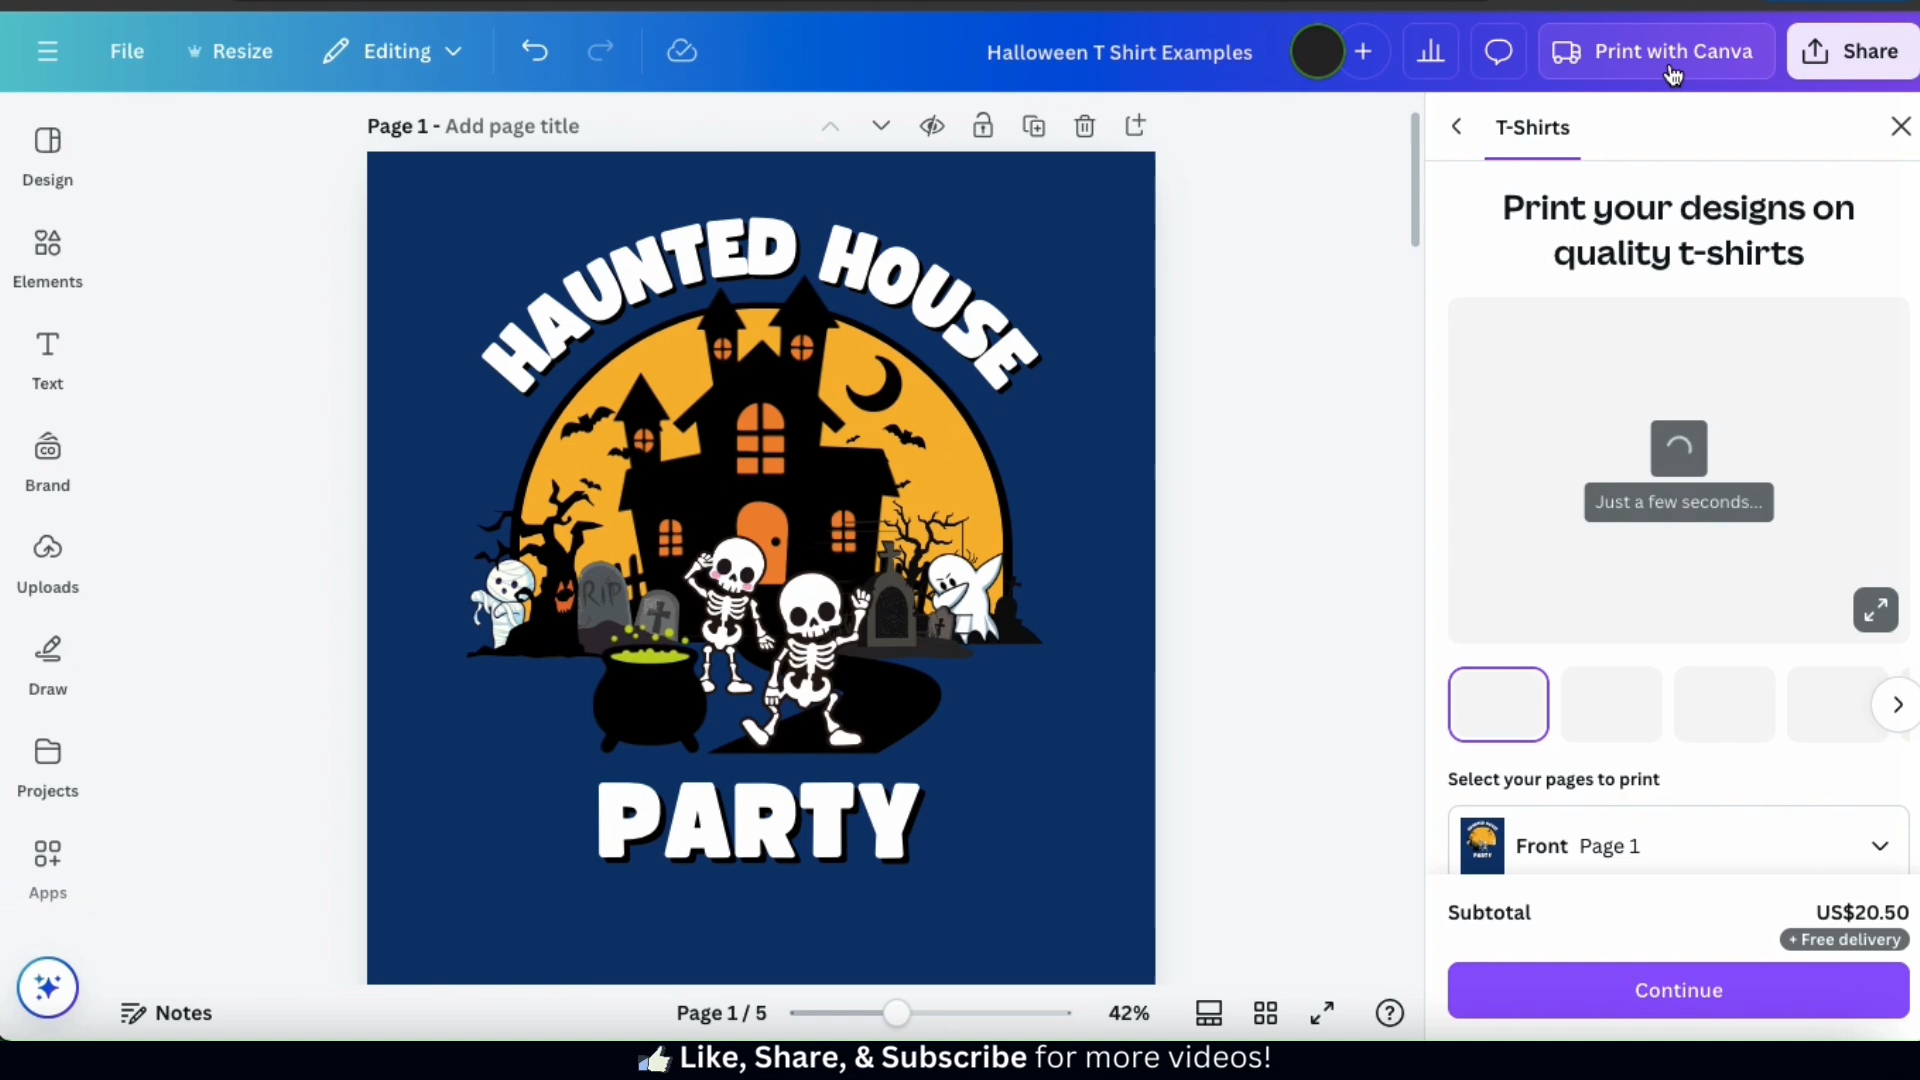 File
Resize
Editing
Halloween T Shirt Examples
Print with Canva
Share
Design
Elements
Text
Brand
CO
Uploads
Draw
Projects
Apps
Page 1 - Add page title
HAUNTED HOUSE
RIP
PARTY
T-Shirts
Print your designs on
quality t-shirts
Just a few seconds...
Select your pages to print
Front Page 1
Subtotal US$20.50
+ Free delivery
Continue
Notes
Page 1 / 5
42%
Like, Share, & Subscribe for more videos!